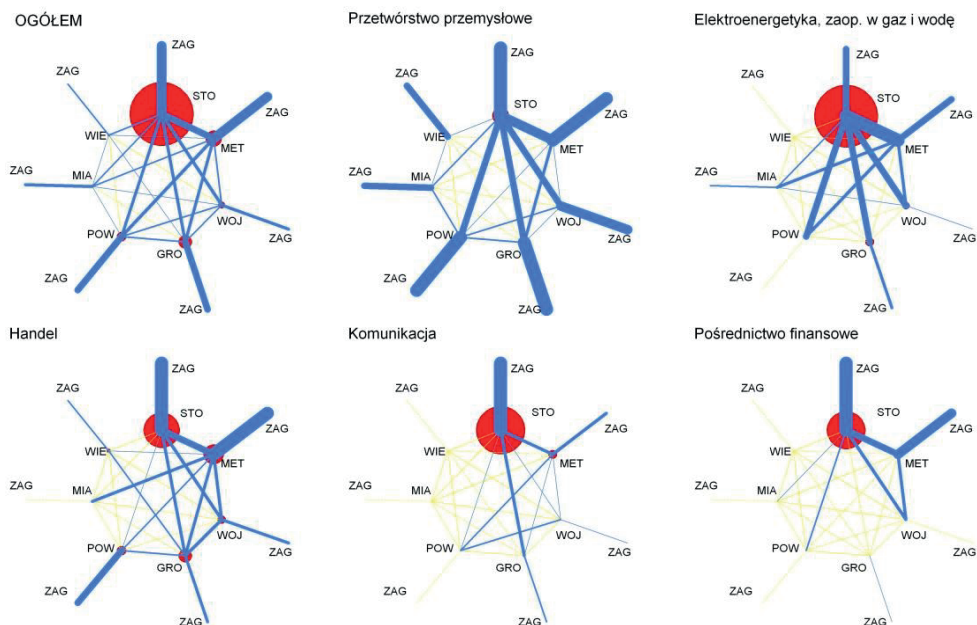 OGÓŁEM
ZAG
ZAG
STO
ZAG
WIE
MET
MIA
ZAG
POW
WOJ
GRO
ZAG
ZAG
ZAG
Przetwórstwo przemysłowe
ZAG
ZAG
STO
ZAG
WIE
MET
MIA
ZAG
POW
WOJ
GRO
ZAG
ZAG
ZAG
Elektroenergetyka, zaop. w gaz i wodę
ZAG
ZAG
STO
ZAG
WIE
MET
MIA
ZAG
POW
WOJ
GRO
ZAG
ZAG
ZAG
Handel
ZAG
ZAG
STO
ZAG
WIE
MET
MIA
ZAG
POW
WOJ
GRO
ZAG
ZAG
ZAG
Komunikacja
ZAG
ZAG
STO
ZAG
WIE
MET
MIA
ZAG
POW
WOJ
GRO
ZAG
ZAG
ZAG
Pośrednictwo finansowe
ZAG
ZAG
STO
ZAG
WIE
MET
MIA
ZAG
POW
WOJ
GRO
ZAG
ZAG
ZAG